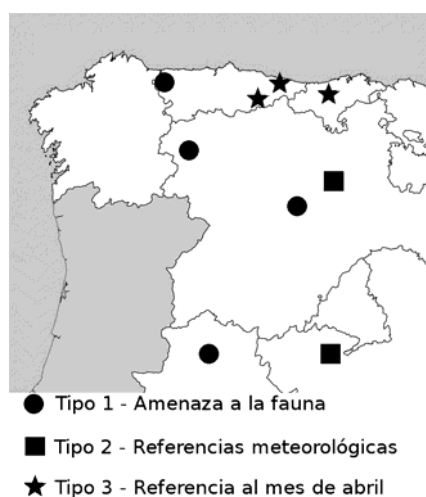 Tipo 1 - Amenaza a la fauna
Tipo 2 - Referencias meteorológicas
Tipo 3 - Referencia al mes de abril